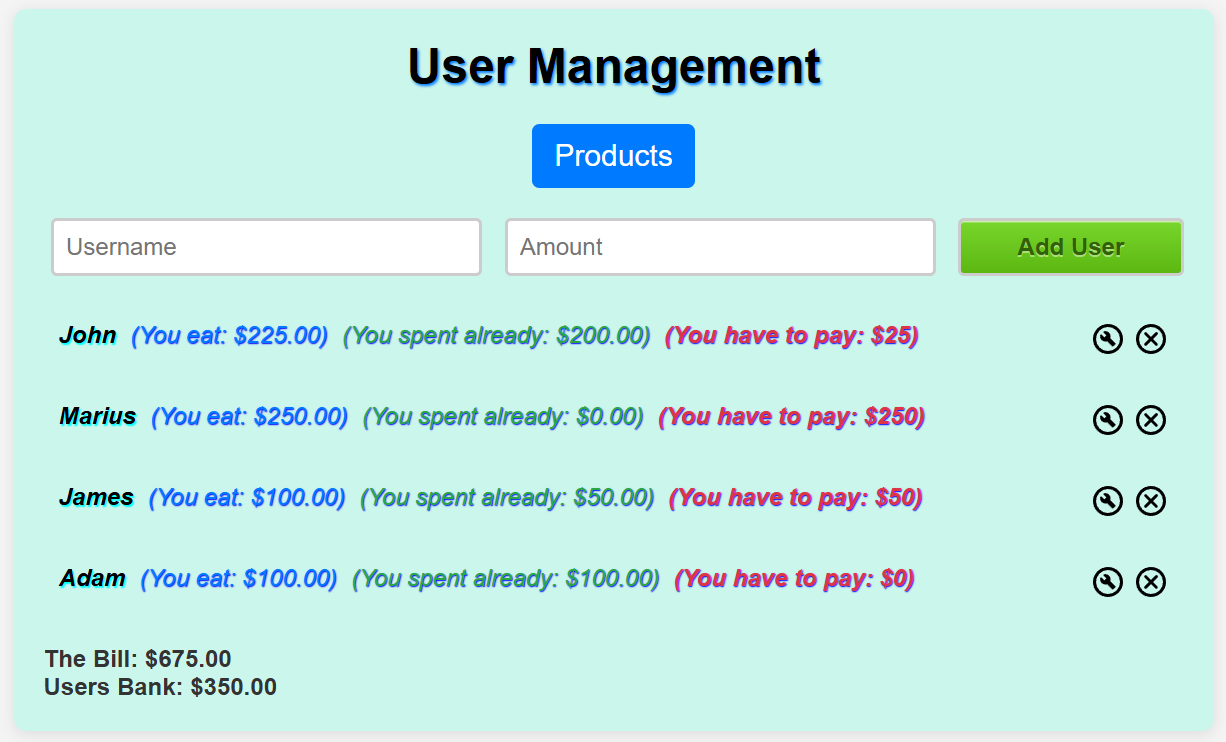 User Management
Products
Username Amount Add User
John (You eat: $225.00) (You spent already: $200.00) (You have to pay: $25)
Marius (You eat: $250.00) (You spent already: $0.00) (You have to pay: $250)
James (You eat: $100.00) (You spent already: $50.00) (You have to pay: $50)
Adam (You eat: $100.00) (You spent already: $100.00) (You have to pay: $0)
The Bill: $675.00
Users Bank: $350.00